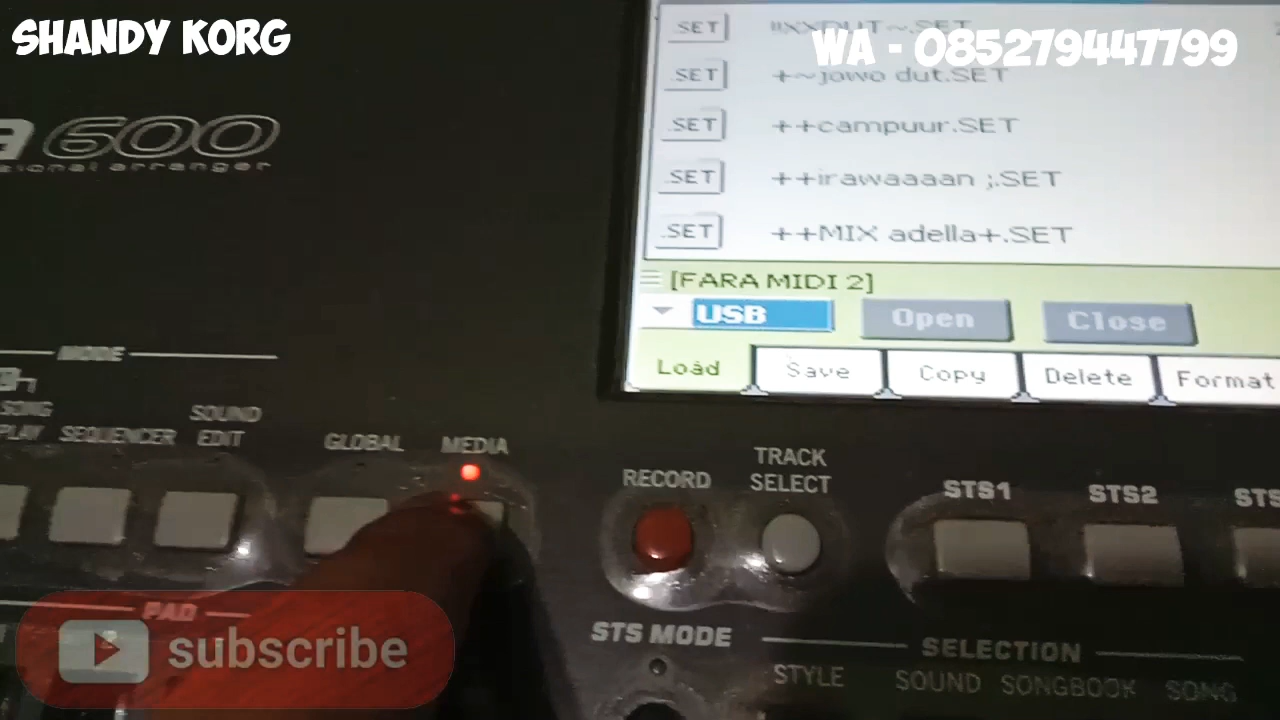 SHANDY KORG
WA - 085279447799
.SET
.SET +~jowo dut.SET
.SET ++campuur.SET
.SET ++irawaaaan ;.SET
.SET ++MIX adella+.SET
[FARA MIDI 2]
USB Open Close
Load Save Copy Delete Format
600
MODE
SONG PLAY
SEQUENCER
SOUND EDIT
GLOBAL
MEDIA
RECORD
TRACK
SELECT
STS1
STS2
PAD
subscribe
STS MODE
SELECTION
STYLE SOUND SONGBOOK SONG